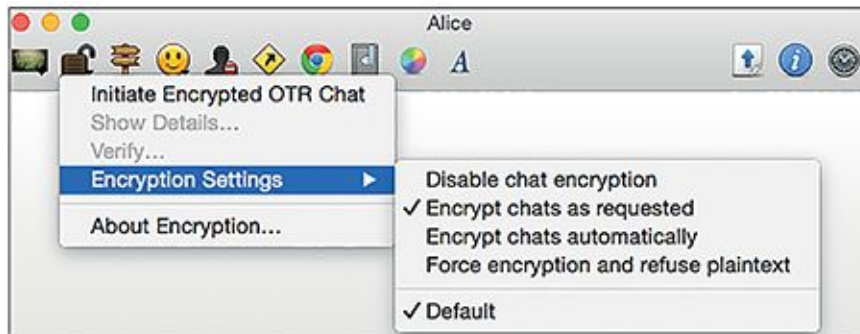 Alice
A
Initiate Encrypted OTR Chat
Show Details...
Verify...
Encryption Settings
About Encryption...
Disable chat encryption
✓ Encrypt chats as requested
Encrypt chats automatically
Force encryption and refuse plaintext
✓ Default